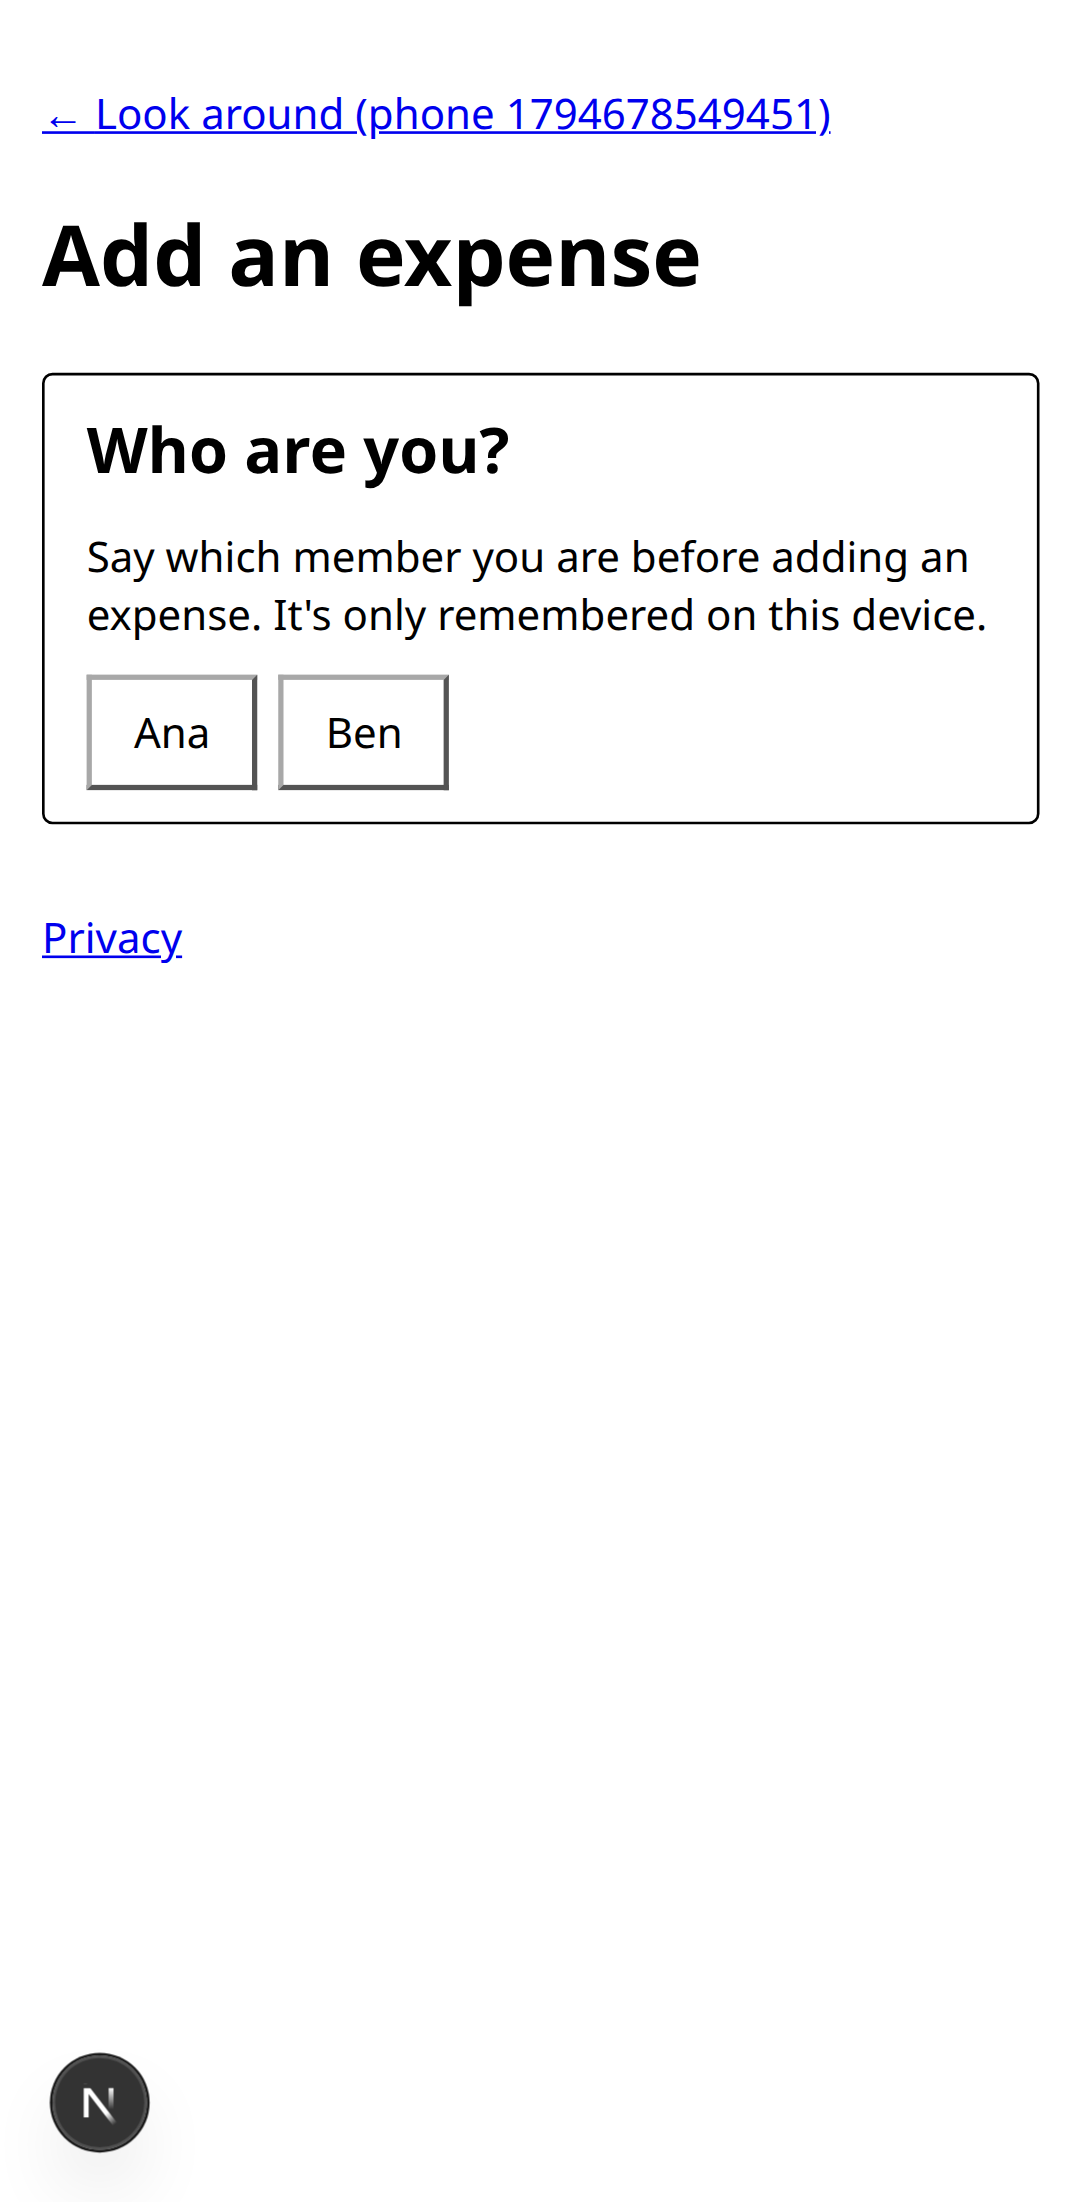 ← Look around (phone 1794678549451)
Add an expense
Who are you?
Say which member you are before adding an
expense. It's only remembered on this device.
Ana Ben
Privacy
N